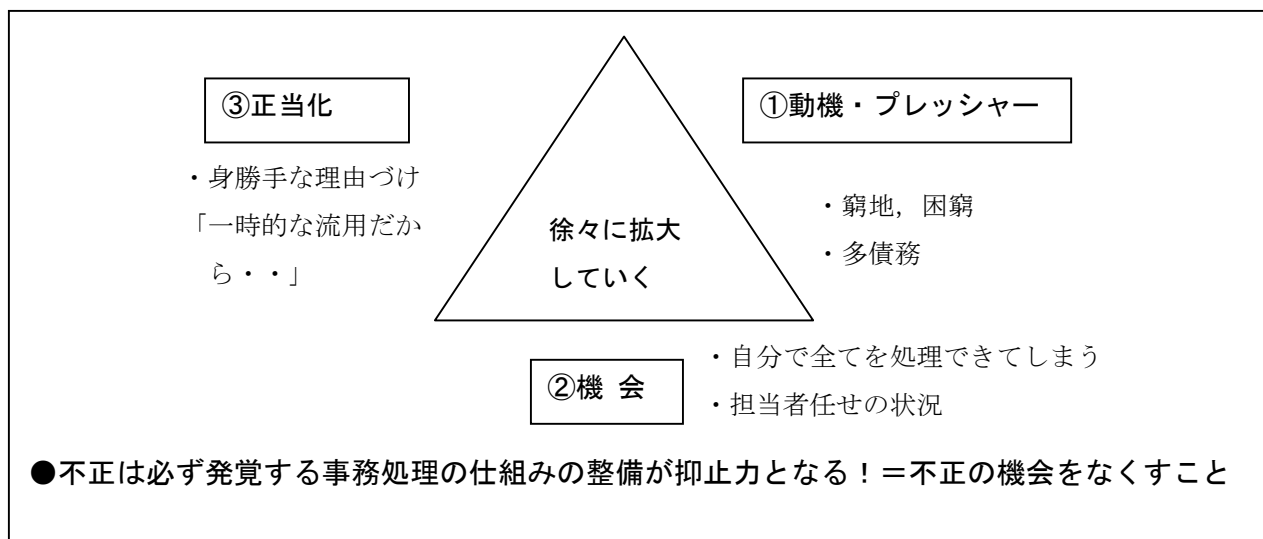 ③正当化
・身勝手な理由づけ
「一時的な流用だか
ら・・」
①動機・プレッシャー
・窮地，困窮
・多債務
徐々に拡大
していく
②機 会
・自分で全てを処理できてしまう
・担当者任せの状況
●不正は必ず発覚する事務処理の仕組みの整備が抑止力となる！＝不正の機会をなくすこと